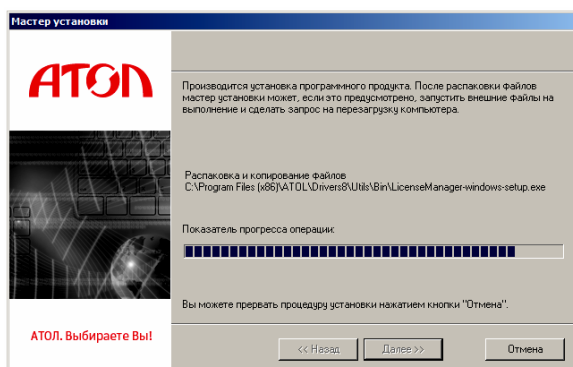 Мастер установки
АТОЛ
Производится установка программного продукта. После распаковки файлов
мастер установки может, если это предусмотрено, запустить внешние файлы на
выполнение и сделать запрос на перезагрузку компьютера.
Распаковка и копирование файлов
C:\Program Files (x86)\ATOL\Drivers8\Utils\Bin\LicenseManager-windows-setup.exe
Показатель прогресса операции:
Вы можете прервать процедуру установки нажатием кнопки "Отмена".
АТОЛ. Выбираете Вы!
<< Назад
Далее >>
Отмена